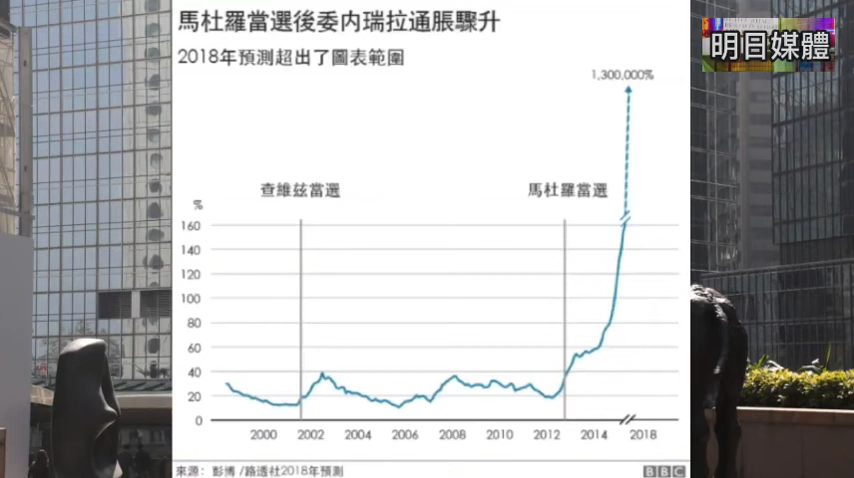 馬杜羅當選後委内瑞拉通脹驟升
明日媒體
2018年預測超出了圖表範圍
1,300,000%
查維兹當選
馬杜羅當選
%
160
140
120
100
80
60
40
20
0
2000 2002 2004 2006 2008 2010 2012 2014 2018
來源：彭博 /路透社2018年預測
BBC